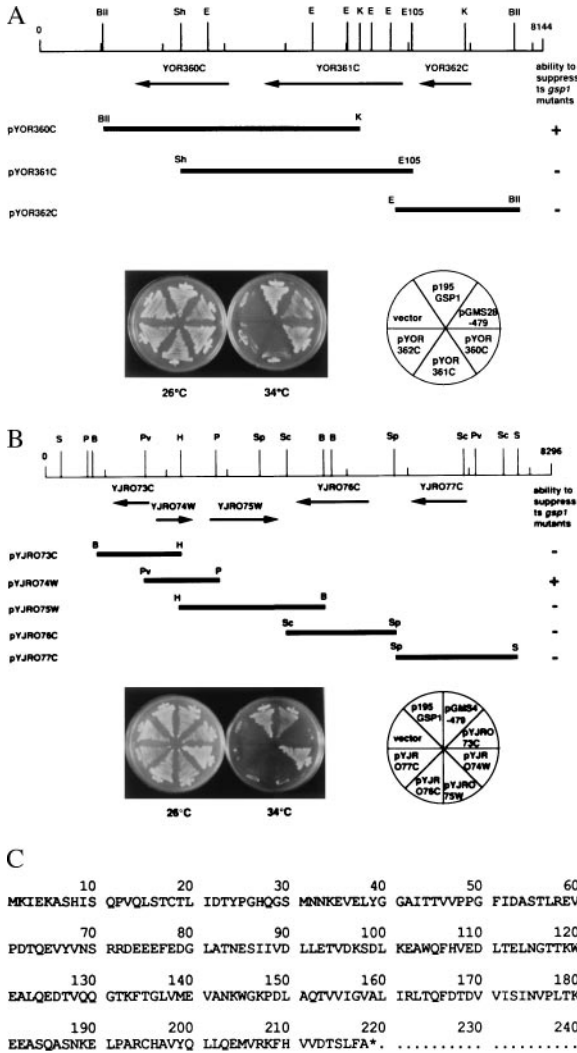 A
BII Sh E E E K E E E105 K BII
0 8144
YOR360C YOR361C YOR362C
ability to
suppress
ts gsp1
mutants
BII K
pYOR360C +
Sh E105
pYOR361C -
E BII
pYOR362C -
p195
GSP1
pGMS28
-479
vector
pYOR
362C
pYOR
360C
pYOR
361C
26°C 34°C
B
S P B Pv H P Sp Sc B B Sp Sc Pv Sc S
0 8296
YJRO73C YJRO76C YJRO77C
YJRO74W YJRO75W
ability to
suppress
ts gsp1
mutants
B H
pYJRO73C -
Pv P
pYJRO74W +
H B
pYJRO75W -
Sc Sp
pYJRO76C -
Sp S
pYJRO77C -
p195
GSP1
pGMS4
-479
vector
pYJRO
73C
pYJR
O77C
pYJR
O74W
pYJR
O76C
pYJRO
75W
26°C 34°C
C
10 20 30 40 50 60
MKIEKASHIS QPVQLSTCTL IDTYPGHQGS MNNKEVELYG GAITTVVPPG FIDASTLREV
70 80 90 100 110 120
PDTQEVYVNS RRDEEEFEDG LATNESIIVD LLETVDKSDL KEAWQFHVED LTELNGTTKW
130 140 150 160 170 180
EALQEDTVQQ GTKFTGLVME VANKWGKPDL AQTVVIGVAL IRLTQFDTDV VISINVPLTK
190 200 210 220 230 240
EEASQASNKE LPARCHAVYQ LLQEMVRKFH VVDTSLFA*. .......... ..........